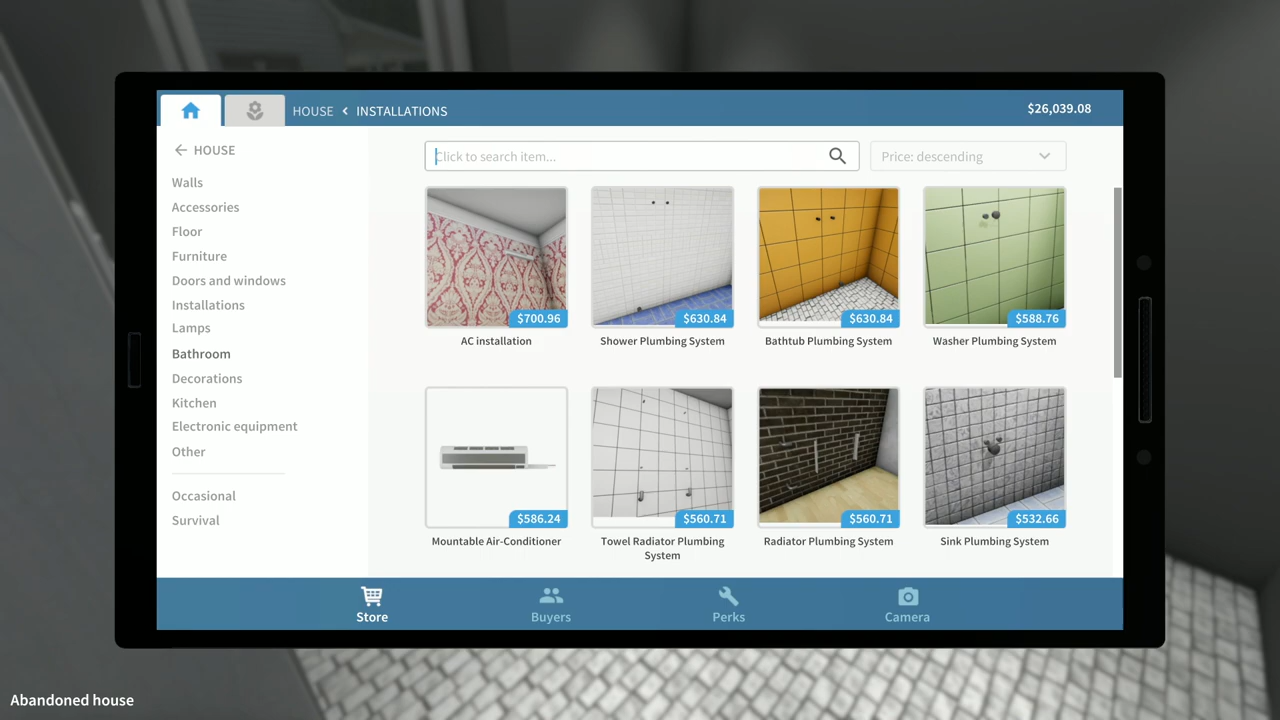 HOUSE < INSTALLATIONS
$26,039.08
HOUSE
Walls
Accessories
Floor
Furniture
Doors and windows
Installations
Lamps
Bathroom
Decorations
Kitchen
Electronic equipment
Other
Occasional
Survival
Click to search item...
Price: descending
$700.96
$630.84
$630.84
$588.76
AC installation
Shower Plumbing System
Bathtub Plumbing System
Washer Plumbing System
$586.24
$560.71
$560.71
$532.66
Mountable Air-Conditioner
Towel Radiator Plumbing
System
Radiator Plumbing System
Sink Plumbing System
Store
Buyers
Perks
Camera
Abandoned house